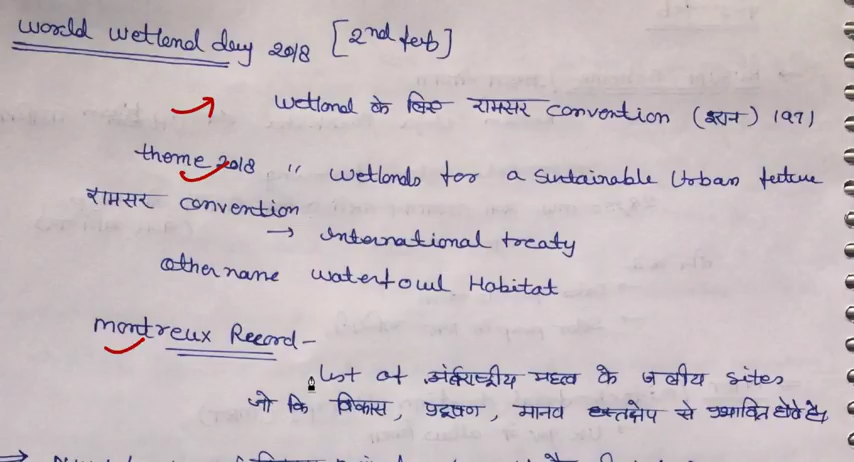 World Wetland day 2018 [2nd feb]
Wetland के लिए रामसर convention (ईरान) 1971
theme 2018 " Wetlands for a sustainable Urban future
रामसर convention
→ International treaty
other name Waterfowl Habitat
Montreux Record -
List of अंर्तराष्ट्रीय महत्व के जलीय sites
जो कि विकास, प्रदूषण, मानव हस्तक्षेप से प्रभावित होते है